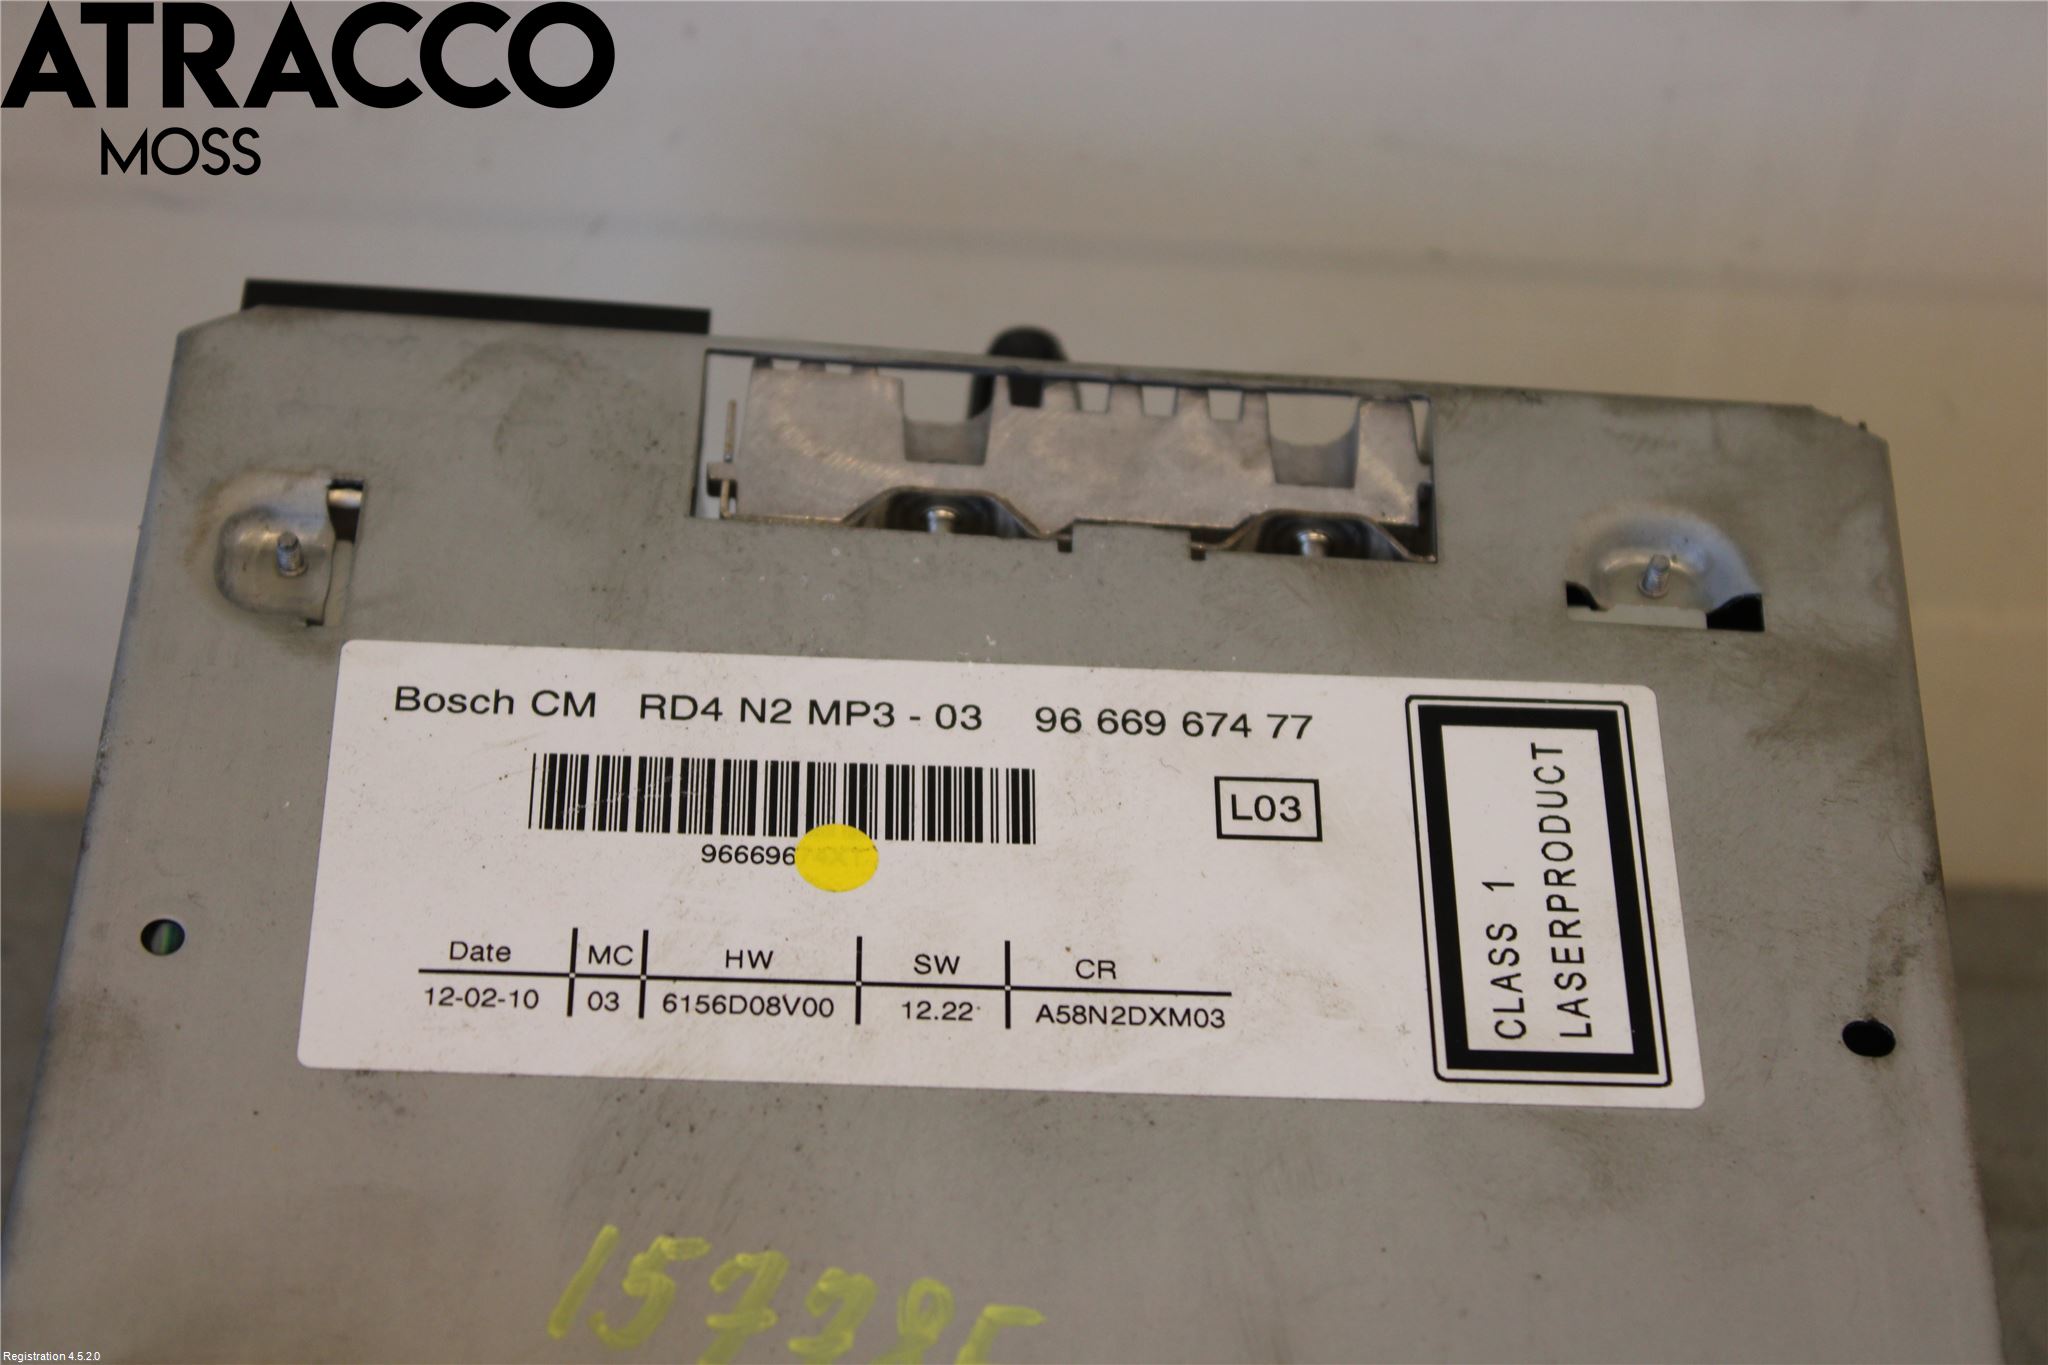 ATRACCO
MOSS
Bosch CM RD4 N2 MP3 - 03 96 669 674 77
L03
966696
Date MC HW SW CR
12-02-10 03 6156D08V00 12.22 A58N2DXM03
CLASS 1
LASERPRODUCT
Registration 4.5.2.0